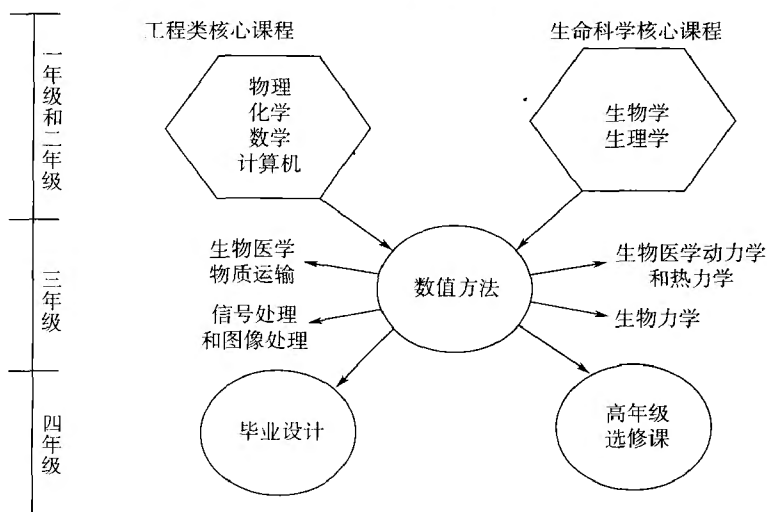 工程类核心课程
生命科学核心课程
一年级和二年级
物理
化学
数学
计算机
生物学
生理学
三年级
生物医学
物质运输
信号处理
和图像处理
数值方法
生物医学动力学
和热力学
生物力学
四年级
毕业设计
高年级
选修课